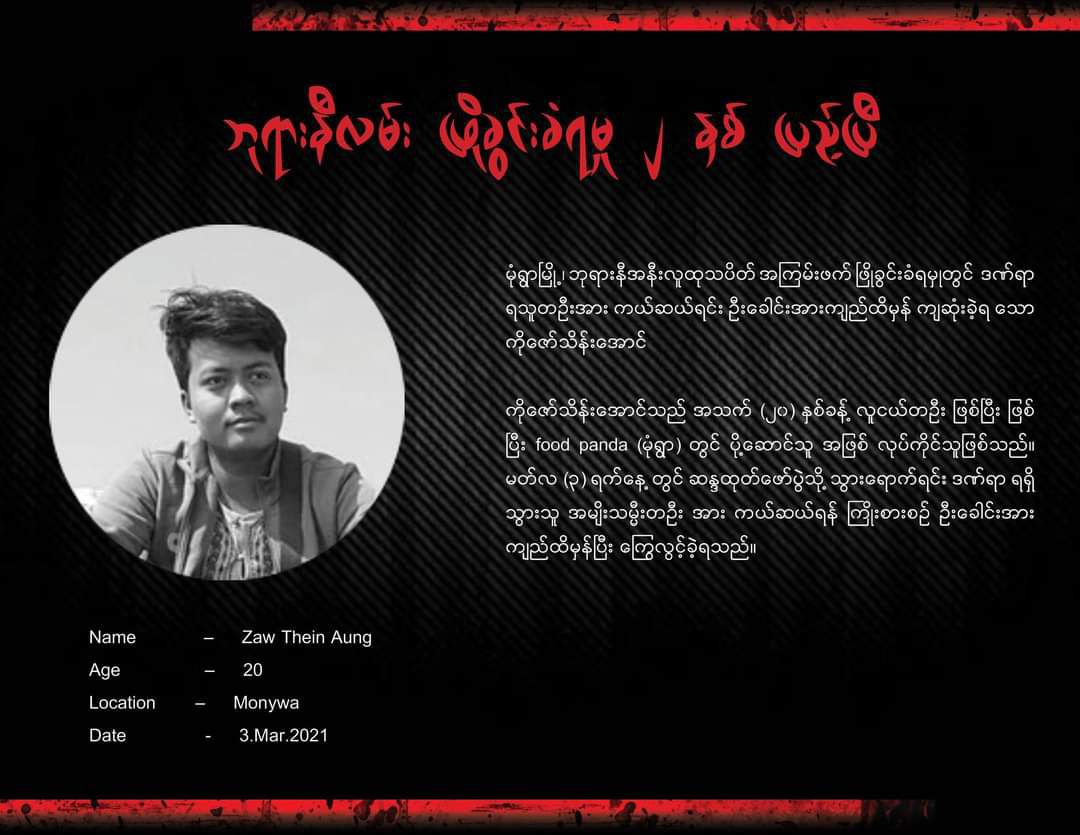 ဘုရားနီလမ်း ဖြိုခွင်းခံရမှု ၂ နှစ် ပြည့်ပြီ
မုံရွာမြို့၊ ဘုရားနီအနီးလူထုသပိတ် အကြမ်းဖက် ဖြိုခွင်းခံရမှုတွင် ဒဏ်ရာ
ရသူတဦးအား ကယ်ဆယ်ရင်း ဦးခေါင်းအားကျည်ထိမှန် ကျဆုံးခဲ့ရ သော
ကိုဇော်သိန်းအောင်
ကိုဇော်သိန်းအောင်သည် အသက် (၂၀) နှစ်ခန့် လူငယ်တဦး ဖြစ်ပြီး ဖြစ်
ပြီး food panda (မုံရွာ) တွင် ပို့ဆောင်သူ အဖြစ် လုပ်ကိုင်သူဖြစ်သည်။
မတ်လ (၃) ရက်နေ့ တွင် ဆန္ဒထုတ်ဖော်ပွဲသို့ သွားရောက်ရင်း ဒဏ်ရာ ရရှိ
သွားသူ အမျိုးသမ္မီးတဦး အား ကယ်ဆယ်ရန် ကြိုးစားစဉ် ဦးခေါင်းအား
ကျည်ထိမှန်ပြီး ကြွေလွင့်ခဲ့ရသည်။
Name – Zaw Thein Aung
Age – 20
Location – Monywa
Date - 3.Mar.2021